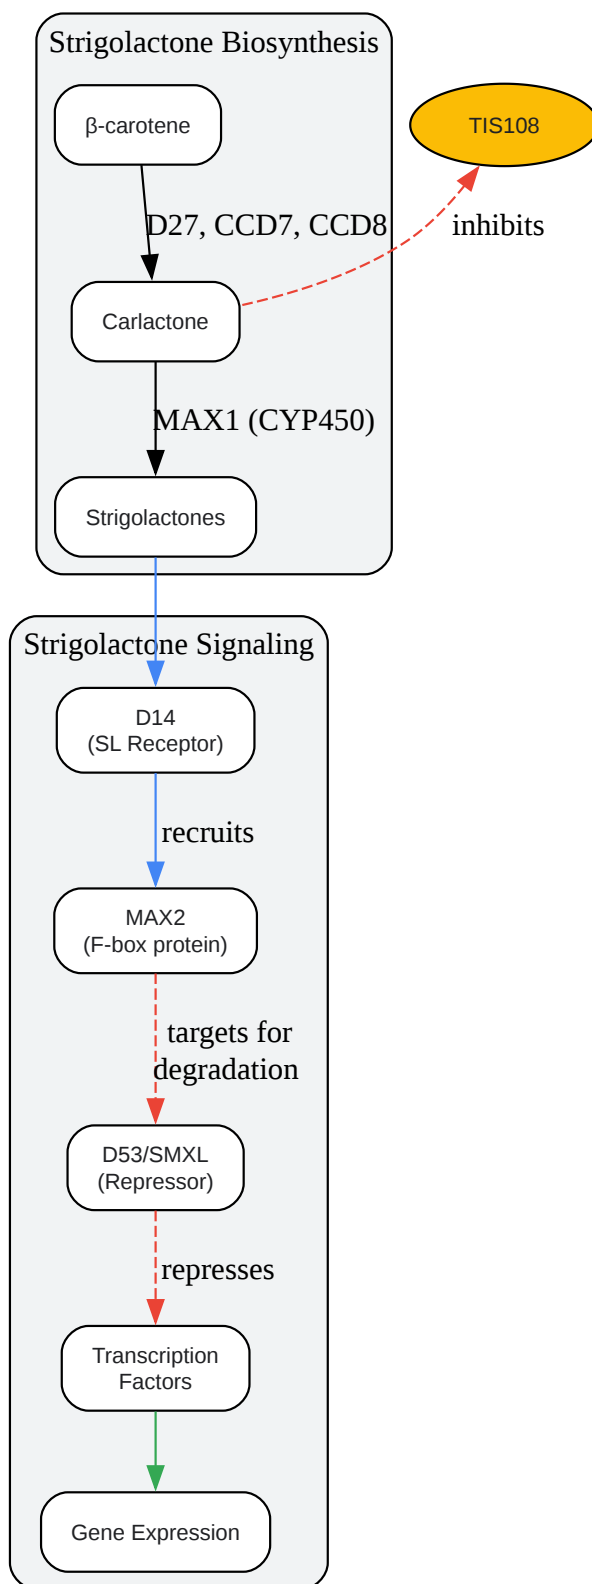 Strigolactone Biosynthesis
β-carotene
TIS108
D27, CCD7, CCD8
inhibits
Carlactone
MAX1 (CYP450)
Strigolactones
Strigolactone Signaling
D14
(SL Receptor)
recruits
MAX2
(F-box protein)
targets for
degradation
D53/SMXL
(Repressor)
represses
Transcription
Factors
Gene Expression